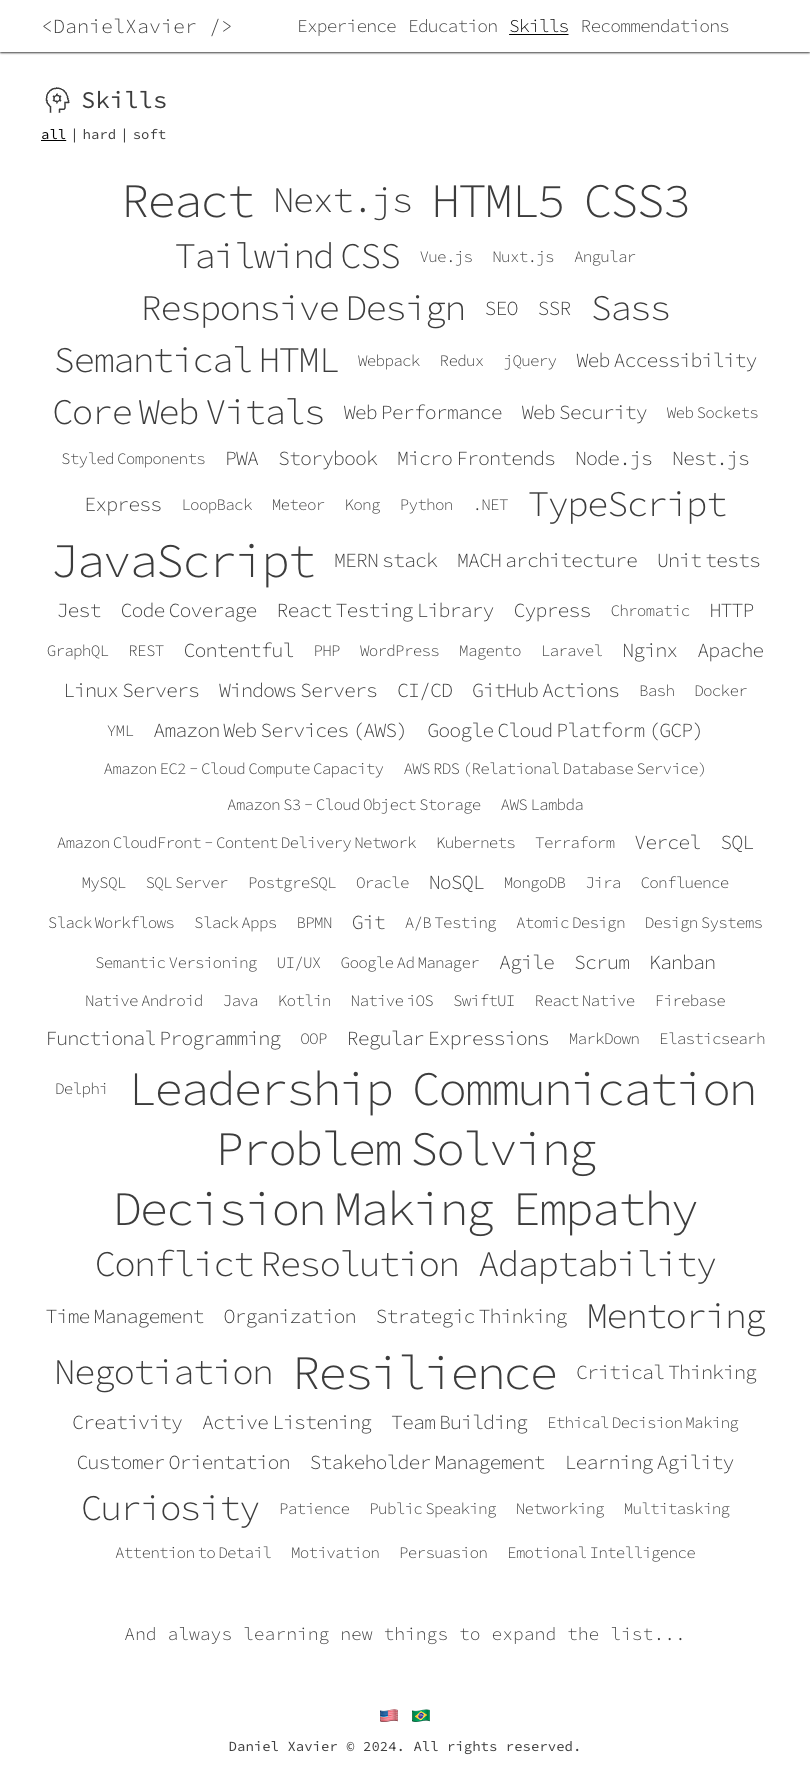 <DanielXavier /> Experience Education Skills Recommendations
Skills
all | hard | soft
React Next.js HTML5 CSS3
Tailwind CSS Vue.js Nuxt.js Angular
Responsive Design SEO SSR Sass
Semantical HTML Webpack Redux jQuery Web Accessibility
Core Web Vitals Web Performance Web Security Web Sockets
Styled Components PWA Storybook Micro Frontends Node.js Nest.js
Express LoopBack Meteor Kong Python .NET TypeScript
JavaScript MERN stack MACH architecture Unit tests
Jest Code Coverage React Testing Library Cypress Chromatic HTTP
GraphQL REST Contentful PHP WordPress Magento Laravel Nginx Apache
Linux Servers Windows Servers CI/CD GitHub Actions Bash Docker
YML Amazon Web Services (AWS) Google Cloud Platform (GCP)
Amazon EC2 - Cloud Compute Capacity AWS RDS (Relational Database Service)
Amazon S3 - Cloud Object Storage AWS Lambda
Amazon CloudFront - Content Delivery Network Kubernets Terraform Vercel SQL
MySQL SQL Server PostgreSQL Oracle NoSQL MongoDB Jira Confluence
Slack Workflows Slack Apps BPMN Git A/B Testing Atomic Design Design Systems
Semantic Versioning UI/UX Google Ad Manager Agile Scrum Kanban
Native Android Java Kotlin Native iOS SwiftUI React Native Firebase
Functional Programming OOP Regular Expressions MarkDown Elasticsearh
Delphi Leadership Communication
Problem Solving
Decision Making Empathy
Conflict Resolution Adaptability
Time Management Organization Strategic Thinking Mentoring
Negotiation Resilience Critical Thinking
Creativity Active Listening Team Building Ethical Decision Making
Customer Orientation Stakeholder Management Learning Agility
Curiosity Patience Public Speaking Networking Multitasking
Attention to Detail Motivation Persuasion Emotional Intelligence
And always learning new things to expand the list...
Daniel Xavier © 2024. All rights reserved.